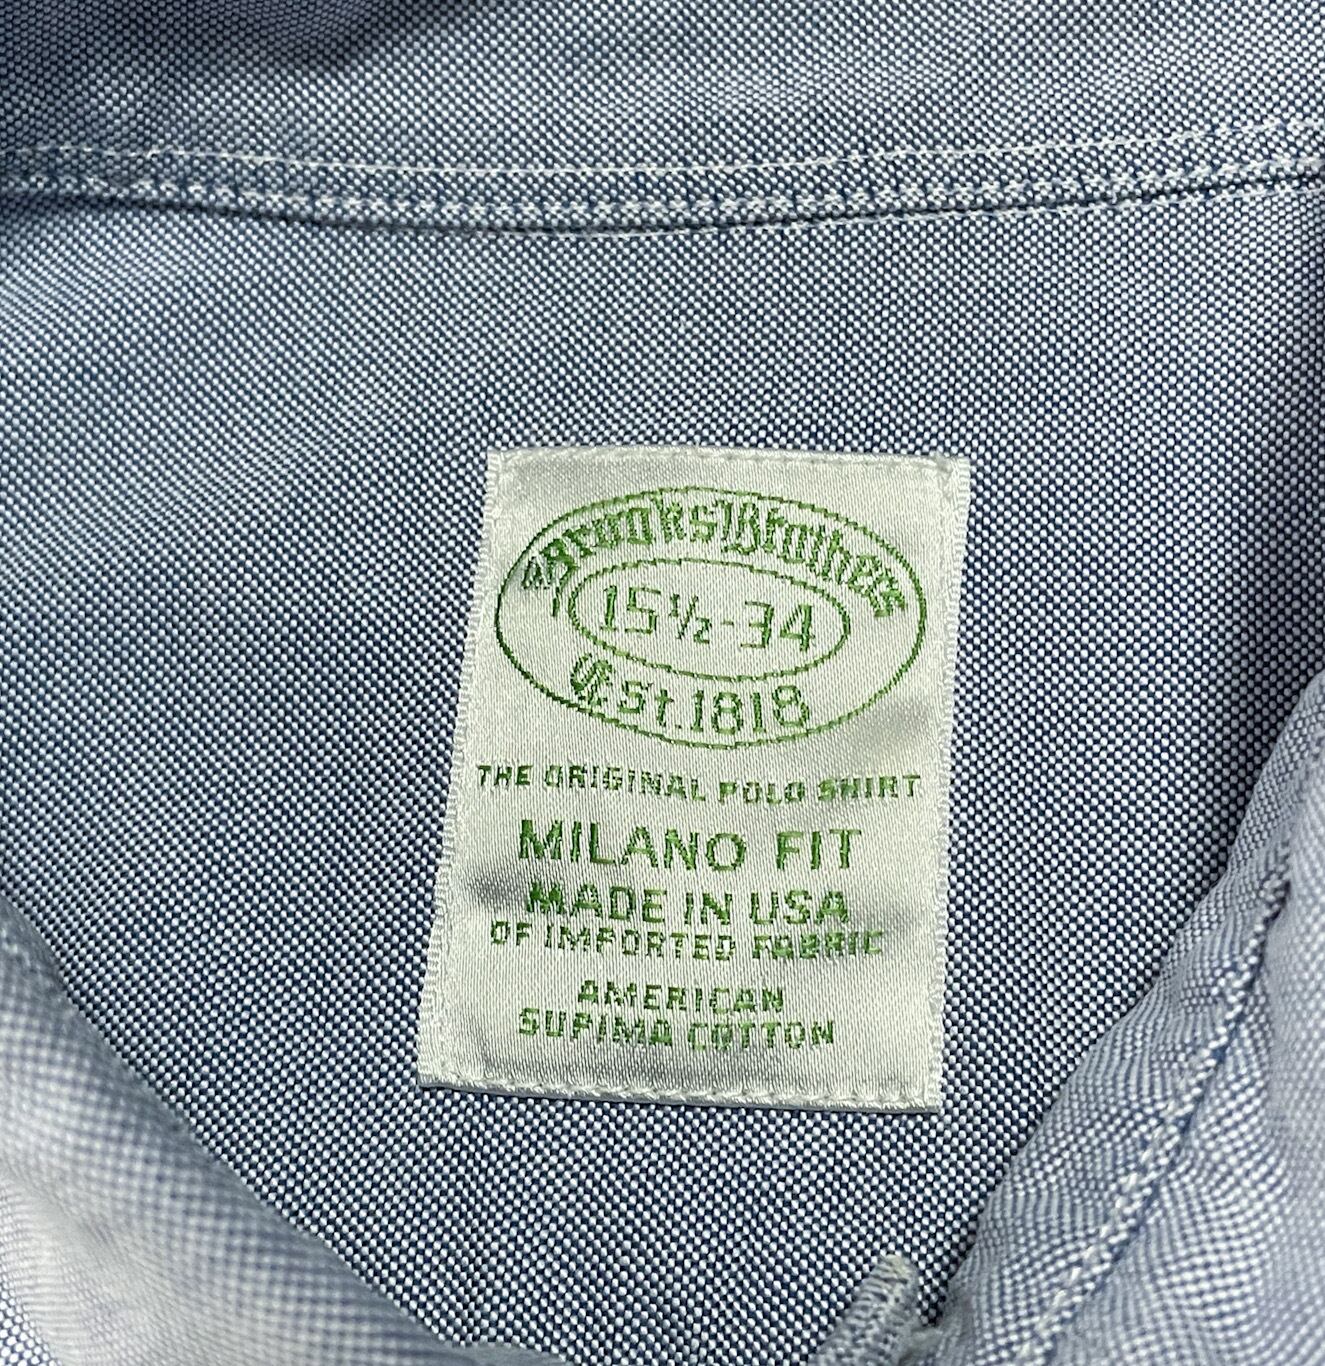 Brooks Brothers
15½-34
Est.1818
THE ORIGINAL POLO SHIRT
MILANO FIT
MADE IN USA
OF IMPORTED FABRIC
AMERICAN
SUPIMA COTTON